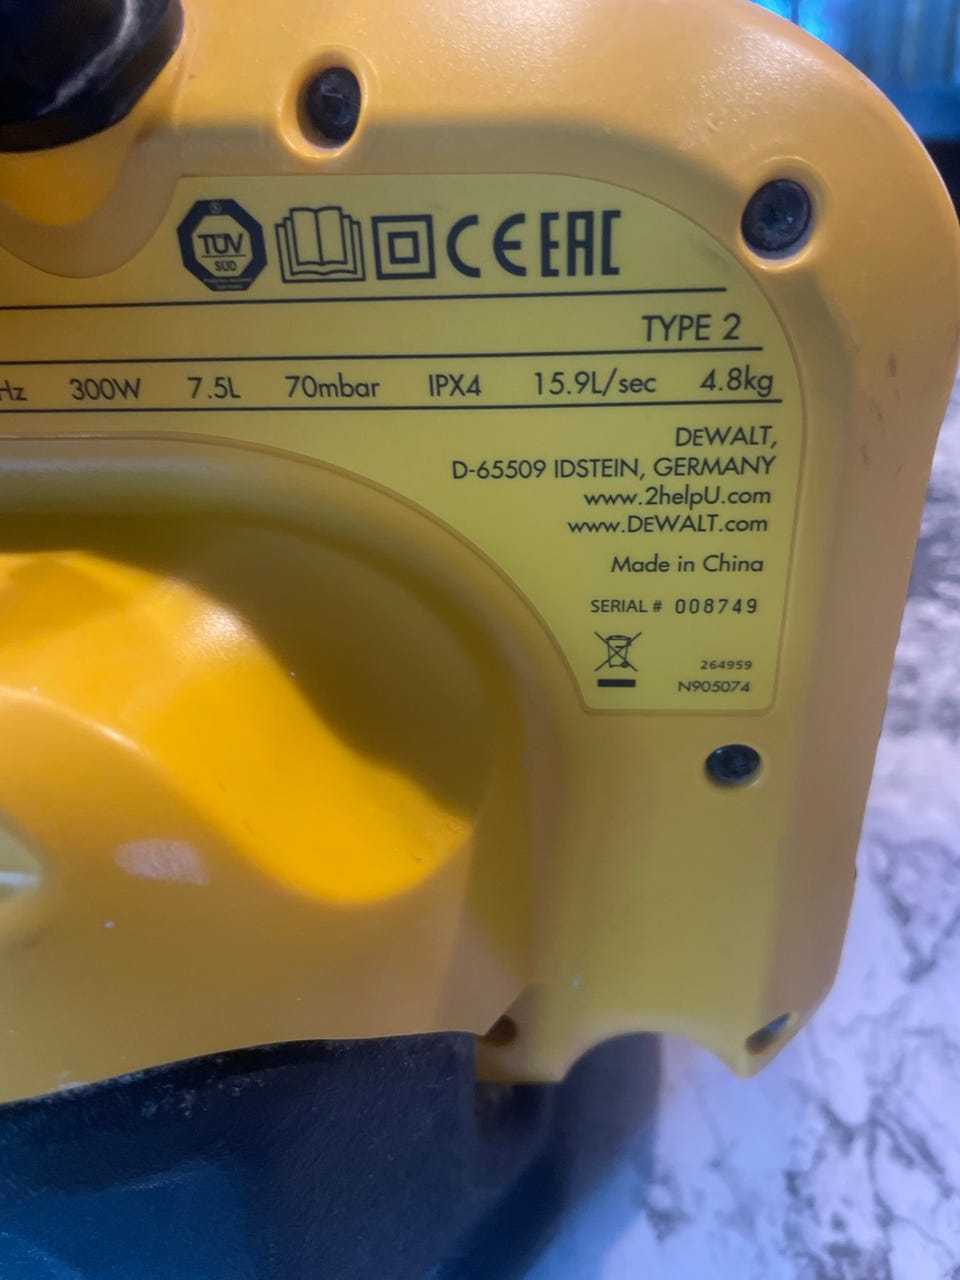 TÜV
SÜD
CE EAC
TYPE 2
Hz 300W 7.5L 70mbar IPX4 15.9L/sec 4.8kg
DEWALT,
D-65509 IDSTEIN, GERMANY
www.2helpU.com
www.DEWALT.com
Made in China
SERIAL # 008749
264959
N905074